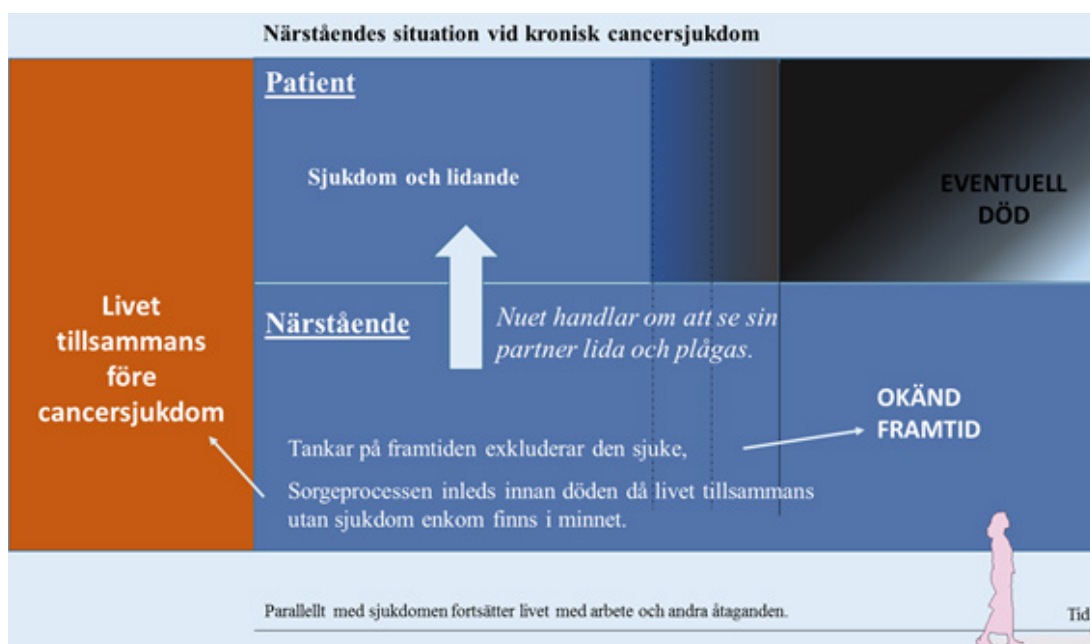 Närståendes situation vid kronisk cancersjukdom
Patient
Sjukdom och lidande
EVENTUELL
DÖD
Livet
tillsammans
före
cancersjukdom
Närstående
Nuet handlar om att se sin
partner lida och plågas.
OKÄND
FRAMTID
Tankar på framtiden exkluderar den sjuke,
Sorgeprocessen inleds innan döden då livet tillsammans
utan sjukdom enkom finns i minnet.
Parallellt med sjukdomen fortsätter livet med arbete och andra åtaganden.
Tid